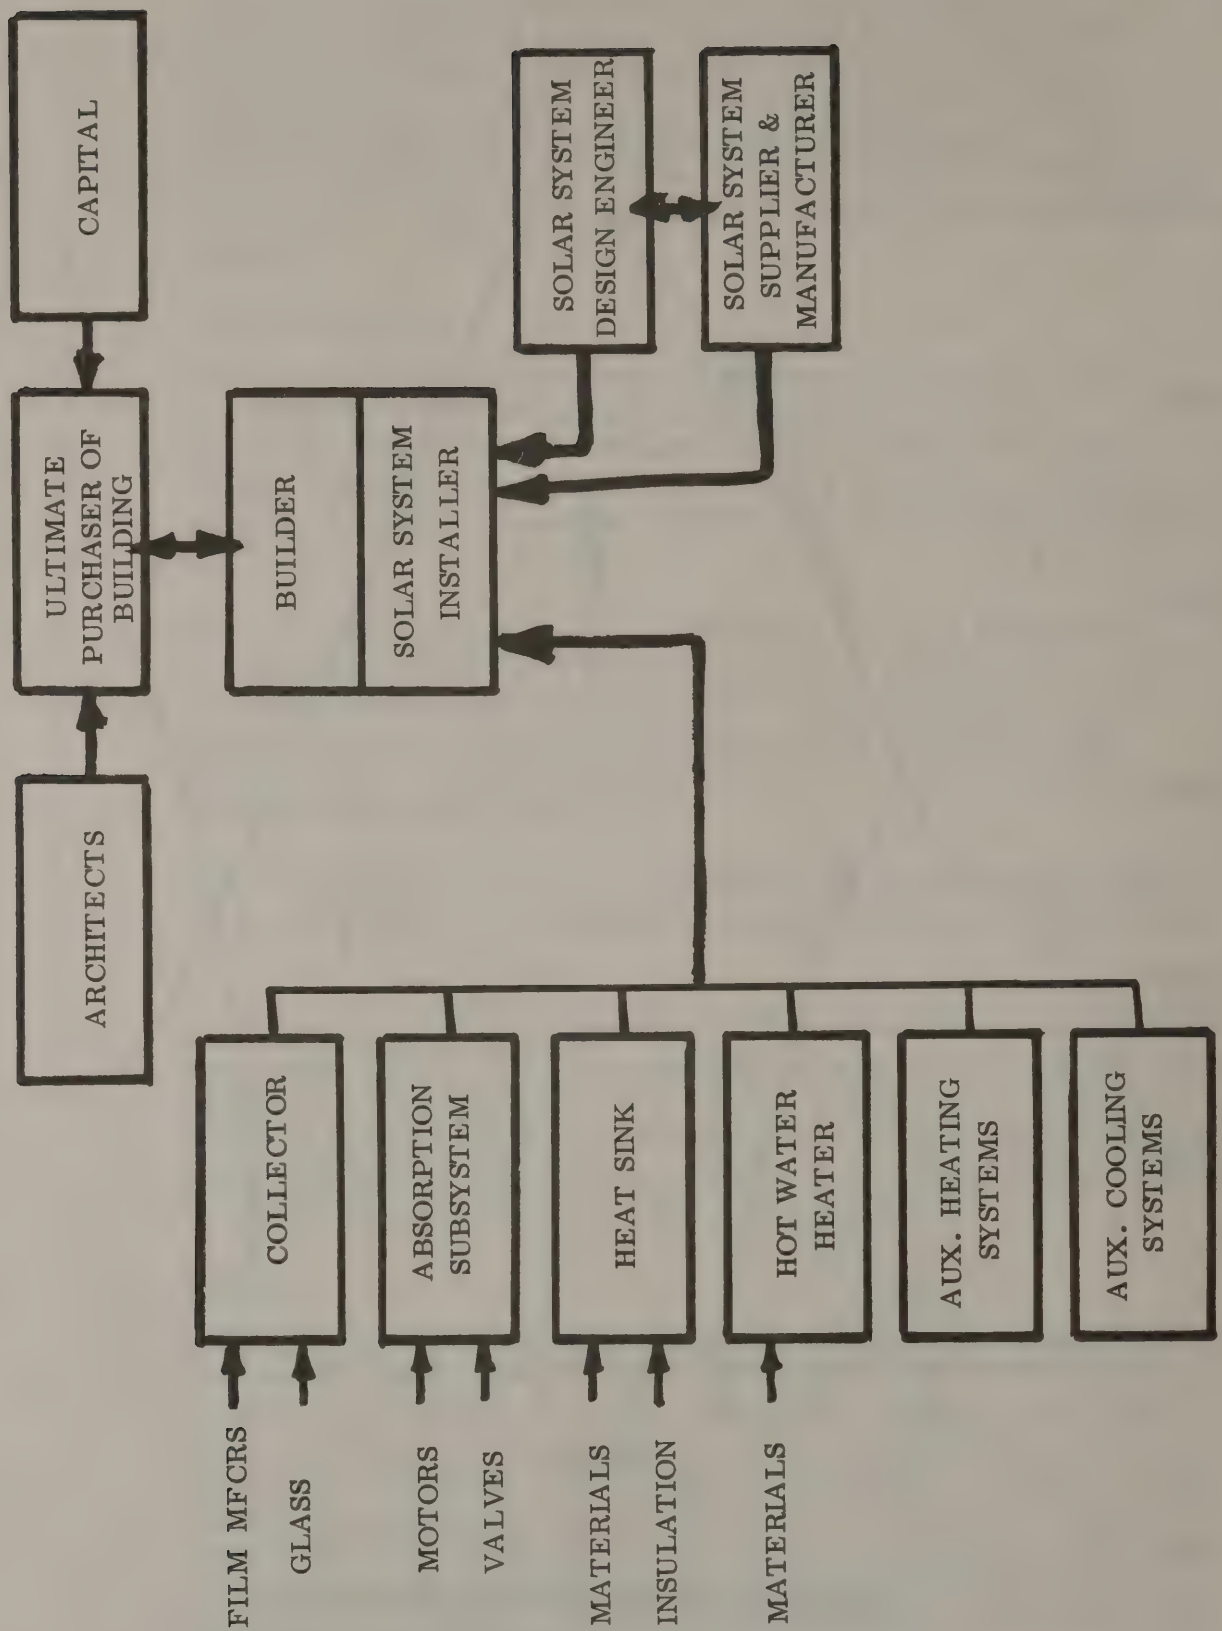 FILM MFCRS
GLASS
MOTORS
VALVES
MATERIALS
INSULATION
MATERIALS
COLLECTOR
ABSORPTION
SUBSYSTEM
HEAT SINK
HOT WATER
HEATER
AUX. HEATING
SYSTEMS
AUX. COOLING
SYSTEMS
ARCHITECTS
ULTIMATE
PURCHASER OF
BUILDING
CAPITAL
BUILDER
SOLAR SYSTEM
INSTALLER
SOLAR SYSTEM
DESIGN ENGINEER
SOLAR SYSTEM
SUPPLIER &
MANUFACTURER